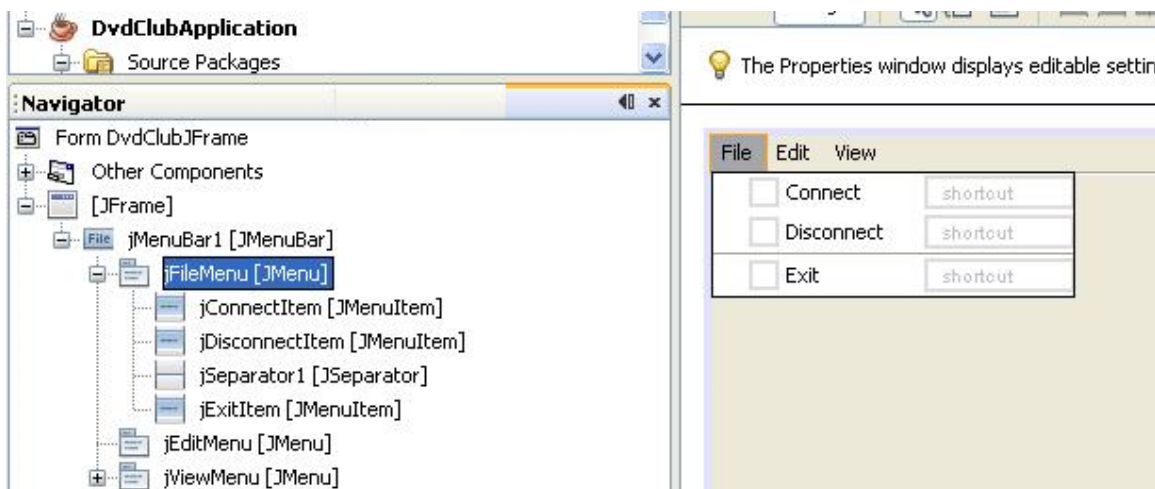 DvdClubApplication
Source Packages
The Properties window displays editable
Navigator
Form DvdClubJFrame
Other Components
[JFrame]
jMenuBar1 [JMenuBar]
jFileMenu [JMenu]
jConnectItem [JMenuItem]
jDisconnectItem [JMenuItem]
jSeparator1 [JSeparator]
jExitItem [JMenuItem]
jEditMenu [JMenu]
jViewMenu [JMenu]
File Edit View
File
Connect shortcut
Disconnect shortcut
Exit shortcut